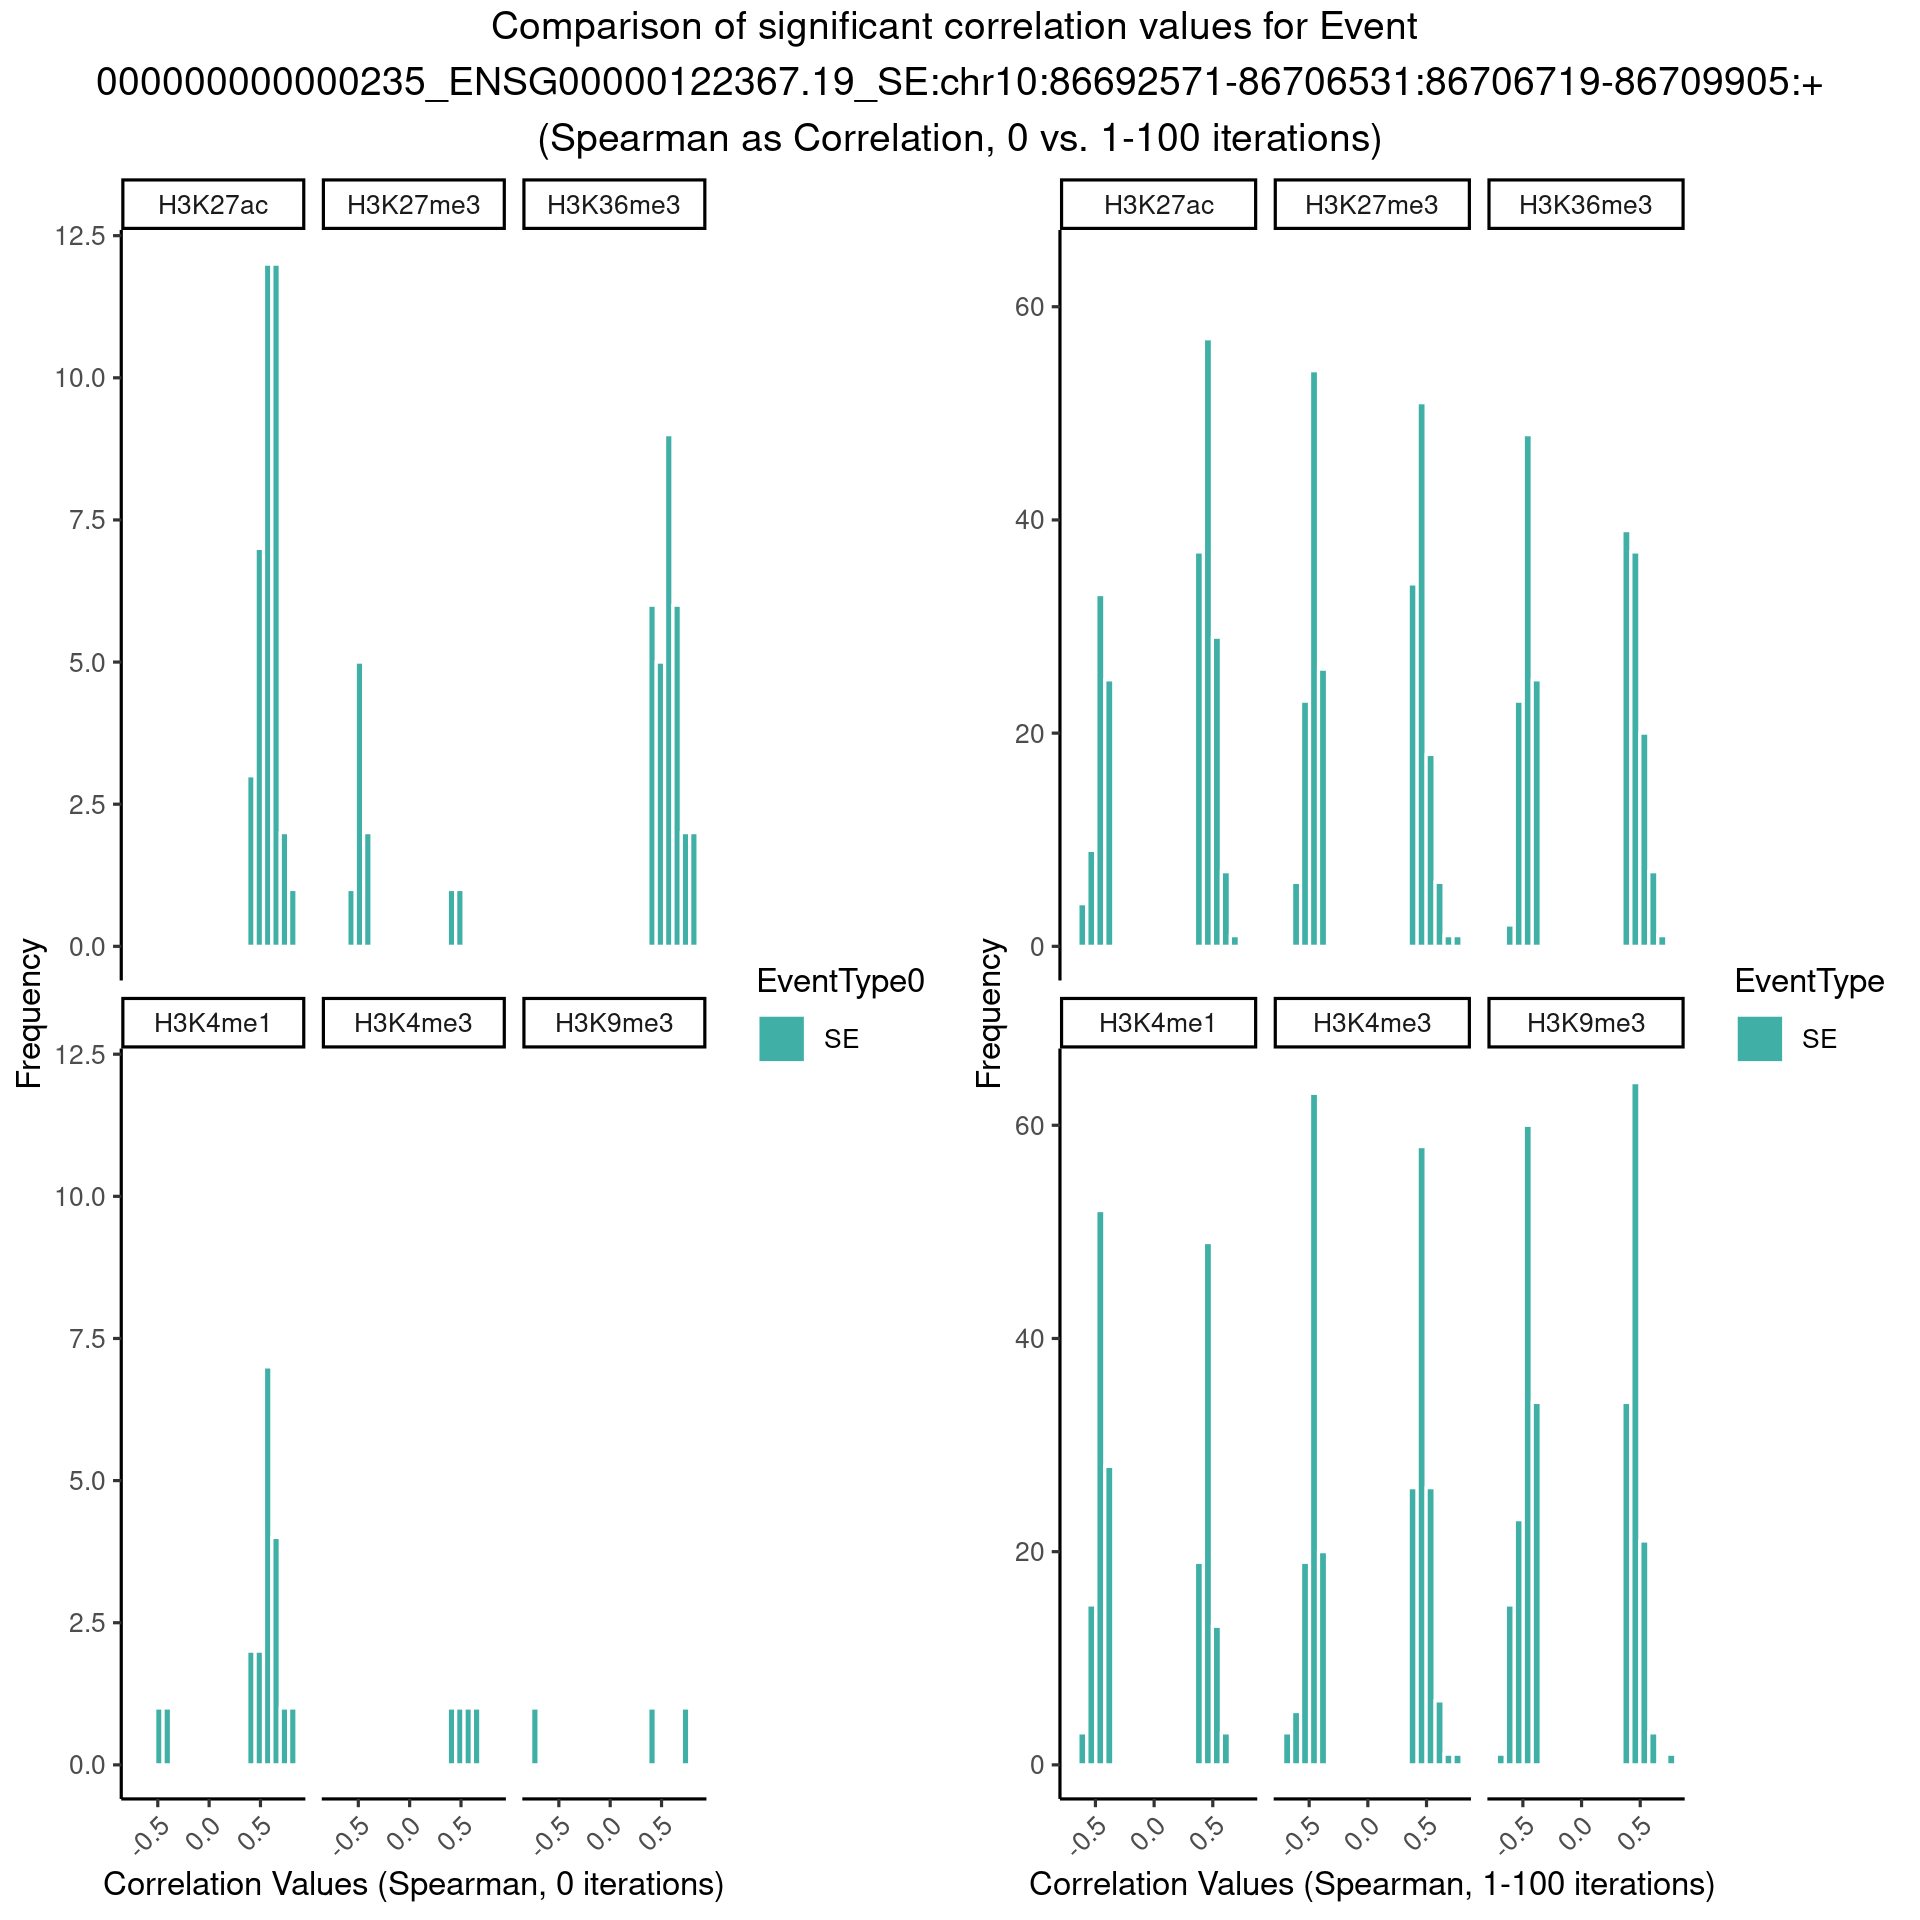 Comparison of significant correlation values for Event
000000000000235_ENSG00000122367.19_SE:chr10:86692571-86706531:86706719-86709905:+
(Spearman as Correlation, 0 vs. 1-100 iterations)
H3K27ac
H3K27me3
H3K36me3
12.5
10.0
7.5
5.0
2.5
0.0
H3K4me1
H3K4me3
H3K9me3
12.5
10.0
7.5
5.0
2.5
0.0
-0.5
0.0
0.5
-0.5
0.0
0.5
-0.5
0.0
0.5
Frequency
Correlation Values (Spearman, 0 iterations)
EventType0
SE
H3K27ac
H3K27me3
H3K36me3
60
40
20
0
H3K4me1
H3K4me3
H3K9me3
60
40
20
0
-0.5
0.0
0.5
-0.5
0.0
0.5
-0.5
0.0
0.5
Frequency
Correlation Values (Spearman, 1-100 iterations)
EventType
SE